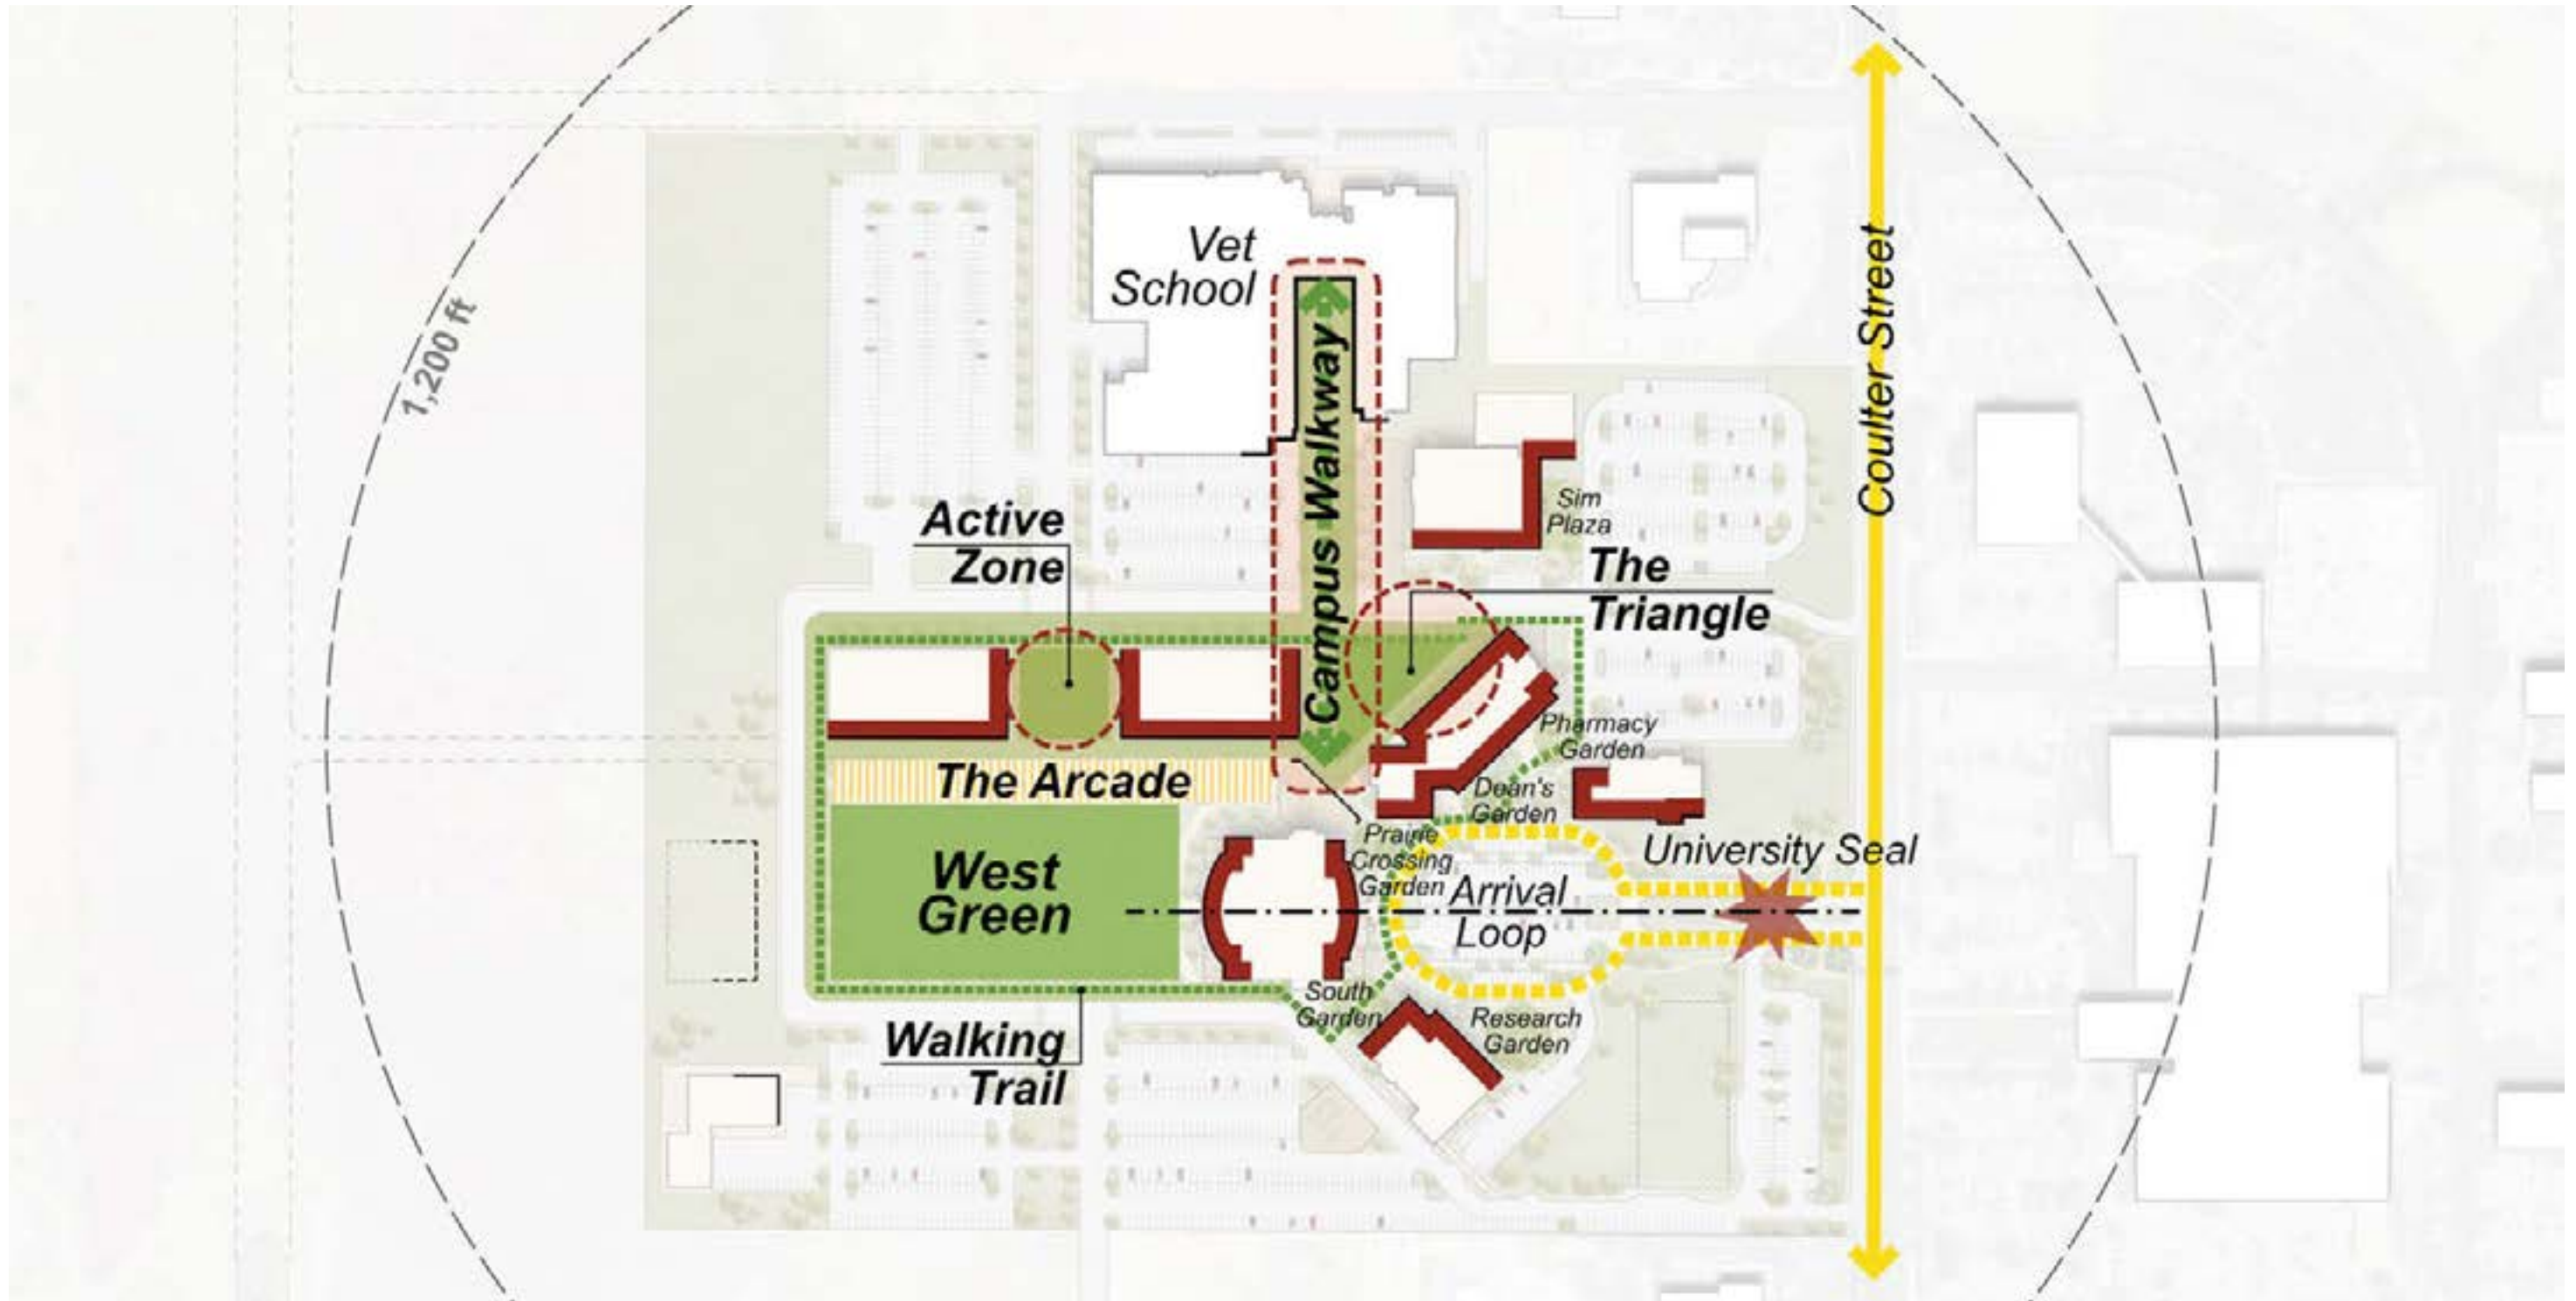 1,200 ft
Vet
School
Campus Walkway
Coulter Street
Active
Zone
Sim
Plaza
The
Triangle
Pharmacy
Garden
The Arcade
Dean's
Garden
Prairie
Crossing
Garden
University Seal
West
Green
Arrival
Loop
South
Garden
Research
Garden
Walking
Trail